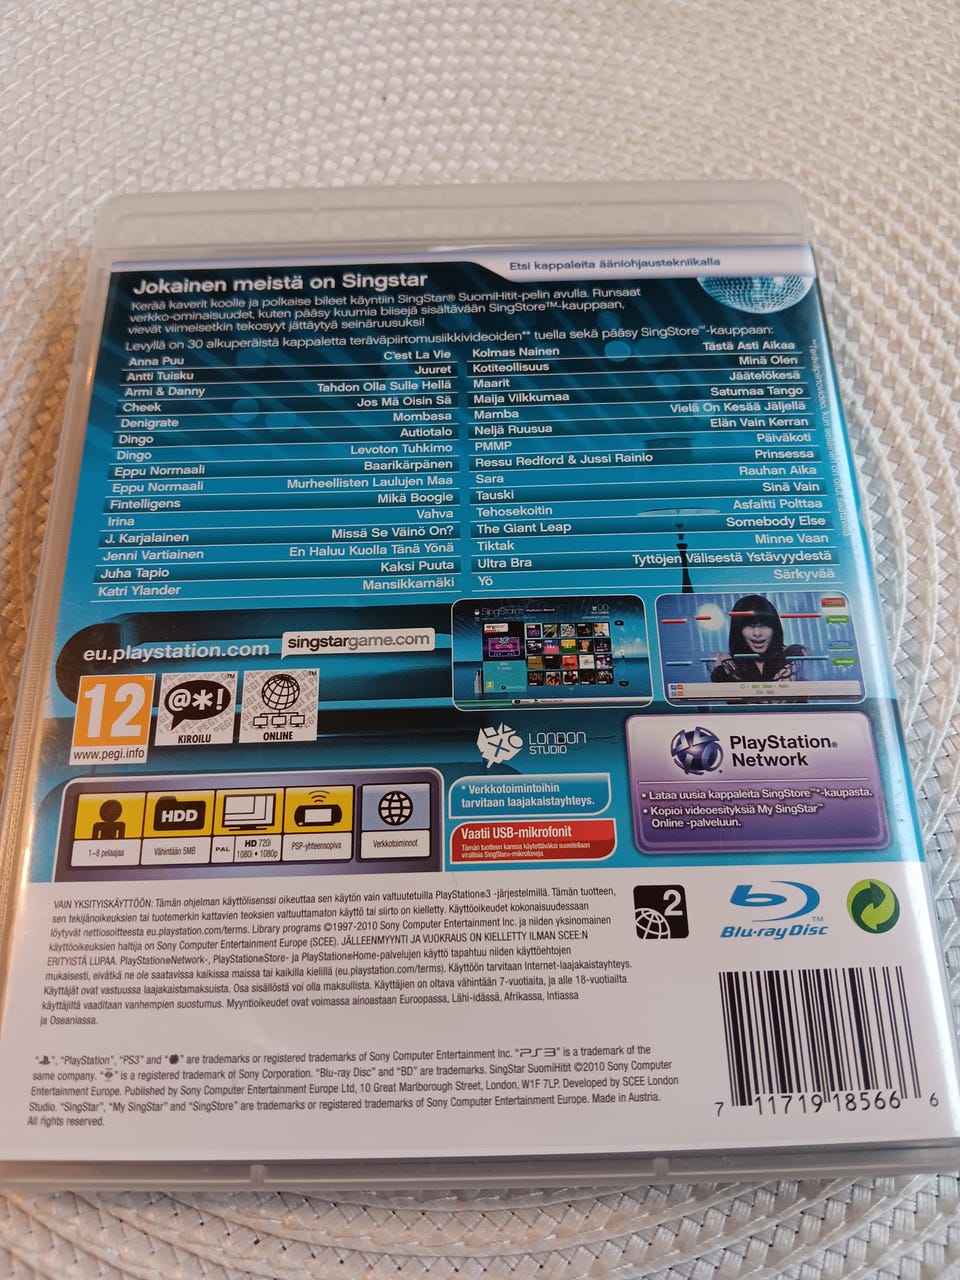 Etsi kappaleita ääniohjaustekniikalla
Jokainen meistä on Singstar
Kerää kaverit koolle ja polkaise bileet käyntiin SingStar® SuomiHitit-pelin avulla. Runsaat
verkko-ominaisuudet, kuten pääsy kuumia biisejä sisältävään SingStore™-kauppaan,
vievät viimeisetkin tekosyyt jättäytyä seinäruusuksi!
Levyllä on 30 alkuperäistä kappaletta teräväpiirtomusiikkivideoiden** tuella sekä pääsy SingStore™-kauppaan:
Anna Puu C'est La Vie
Antti Tuisku Juuret
Armi & Danny Tahdon Olla Sulle Hellä
Cheek Jos Mä Oisin Sä
Denigrate Mombasa
Dingo Autiotalo
Dingo Levoton Tuhkimo
Eppu Normaali Baarikärpänen
Eppu Normaali Murheellisten Laulujen Maa
Fintelligens Mikä Boogie
Irina Vahva
J. Karjalainen Missä Se Väinö On?
Jenni Vartiainen En Haluu Kuolla Tänä Yönä
Juha Tapio Kaksi Puuta
Katri Ylander Mansikkamäki
Kolmas Nainen Tästä Asti Aikaa
Kotiteollisuus Minä Olen
Maarit Jäätelökesä
Maija Vilkkumaa Satumaa Tango
Mamba Vielä On Kesää Jäljellä
Neljä Ruusua Elän Vain Kerran
PMMP Päiväkoti
Ressu Redford & Jussi Rainio Prinsessa
Sara Rauhan Aika
Tauski Sinä Vain
Tehosekoitin Asfaltti Polttaa
The Giant Leap Somebody Else
Tiktak Minne Vaan
Ultra Bra Tyttöjen Välisestä Ystävyydestä
Yö Särkyvää
eu.playstation.com
singstargame.com
12
www.pegi.info
@*!
KIROILU
ONLINE
LONDON
STUDIO
PlayStation®
Network
• Lataa uusia kappaleita SingStore™*-kaupasta.
• Kopioi videoesityksiä My SingStar™
Online -palveluun.
* Verkkotoimintoihin
tarvitaan laajakaistayhteys.
Vaatii USB-mikrofonit
Tämän tuotteen kanssa käytettäväksi suositellaan
virallisia SingStar-mikrofoneja
1–8 pelaajaa
HDD
Vähintään 5MB
PAL
HD 720i
1080i • 1080p
PSP-yhteensopiva
Verkkotoiminnot
VAIN YKSITYISKÄYTTÖÖN: Tämän ohjelman käyttölisenssi oikeuttaa sen käytön vain valtuutetuilla PlayStation®3 -järjestelmillä. Tämän tuotteen,
sen tekijänoikeuksien tai tuotemerkin kattavien teoksien valtuuttamaton käyttö tai siirto on kielletty. Käyttöoikeudet kokonaisuudessaan
löytyvät nettiosoitteesta eu.playstation.com/terms. Library programs ©1997-2010 Sony Computer Entertainment Inc. ja niiden yksinomainen
käyttöoikeuksien haltija on Sony Computer Entertainment Europe (SCEE). JÄLLEENMYYNTI JA VUOKRAUS ON KIELLETTY ILMAN SCEE:N
ERITYISTÄ LUPAA. PlayStation®Network-, PlayStation®Store- ja PlayStation®Home-palvelujen käyttö tapahtuu niiden käyttöehtojen
mukaisesti, eivätkä ne ole saatavissa kaikissa maissa tai kaikilla kielillä (eu.playstation.com/terms). Käyttöön tarvitaan Internet-laajakaistayhteys.
Käyttäjät ovat vastuussa laajakaistamaksuista. Osa sisällöstä voi olla maksullista. Käyttäjien on oltava vähintään 7-vuotiaita, ja alle 18-vuotiailta
käyttäjiltä vaaditaan vanhempien suostumus. Myyntioikeudet ovat voimassa ainoastaan Euroopassa, Lähi-idässä, Afrikassa, Intiassa
ja Oseaniassa.
2
Blu-ray Disc™
"", "PlayStation", "PS3" and "" are trademarks or registered trademarks of Sony Computer Entertainment Inc. "PS3" is a trademark of the
same company. "" is a registered trademark of Sony Corporation. "Blu-ray Disc" and "BD" are trademarks. SingStar SuomiHitit ©2010 Sony Computer
Entertainment Europe. Published by Sony Computer Entertainment Europe Ltd, 10 Great Marlborough Street, London, W1F 7LP. Developed by SCEE London
Studio. "SingStar", "My SingStar" and "SingStore" are trademarks or registered trademarks of Sony Computer Entertainment Europe. Made in Austria.
All rights reserved.
7 11719 18566 6